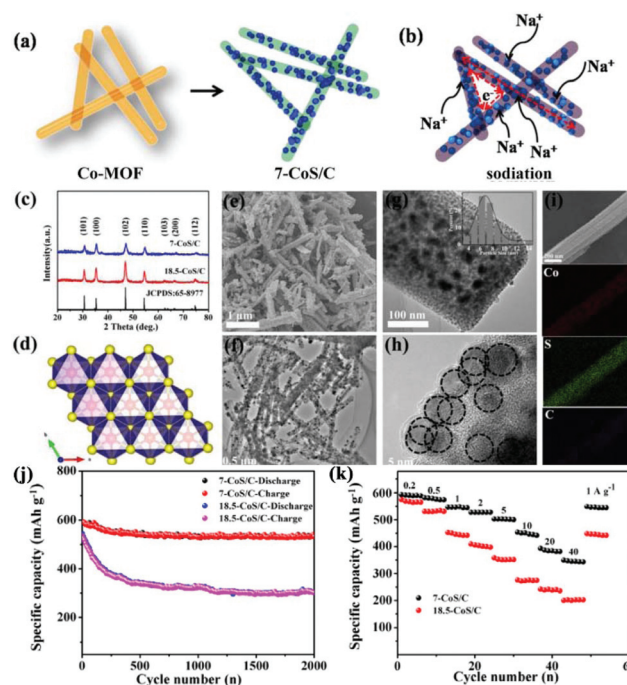 (a)
(b)
Na⁺
Na⁺
Na⁺
Na⁺
Na⁺
Na⁺
e⁻
Co-MOF
7-CoS/C
sodiation
(c)
Intensity(a.u.)
(101)
(100)
(102)
(110)
(103)
(200)
(112)
7-CoS/C
18.5-CoS/C
JCPDS:65-8977
20 30 40 50 60 70 80
2 Theta (deg.)
(d)
(e)
1 μm
(f)
0.5 μm
(g)
100 nm
(h)
5 nm
(i)
Co
S
C
(j)
Specific capacity (mAh g⁻¹)
800
600
400
200
7-CoS/C-Discharge
7-CoS/C-Charge
18.5-CoS/C-Discharge
18.5-CoS/C-Charge
0 500 1000 1500 2000
Cycle number (n)
(k)
Specific capacity (mAh g⁻¹)
600
500
400
300
200
100
0.2 0.5 1 2 5 10 20 40 1 A g⁻¹
7-CoS/C
18.5-CoS/C
0 20 40 60
Cycle number (n)